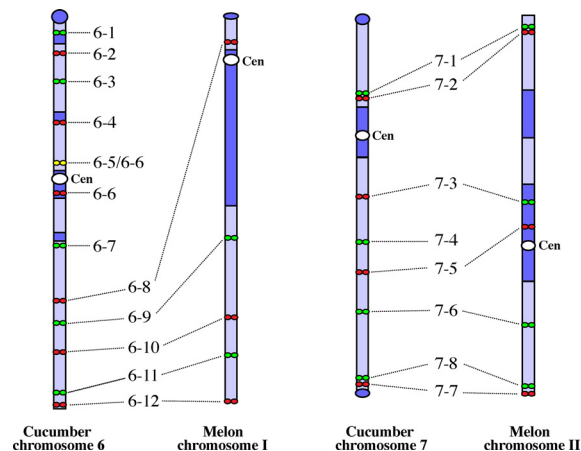 6-1
6-2
6-3
6-4
6-5/6-6
Cen
6-6
6-7
6-8
6-9
6-10
6-11
6-12
Cen
Cucumber
chromosome 6
Melon
chromosome I
7-1
7-2
Cen
7-3
7-4
7-5
Cen
7-6
7-8
7-7
Cucumber
chromosome 7
Melon
chromosome II